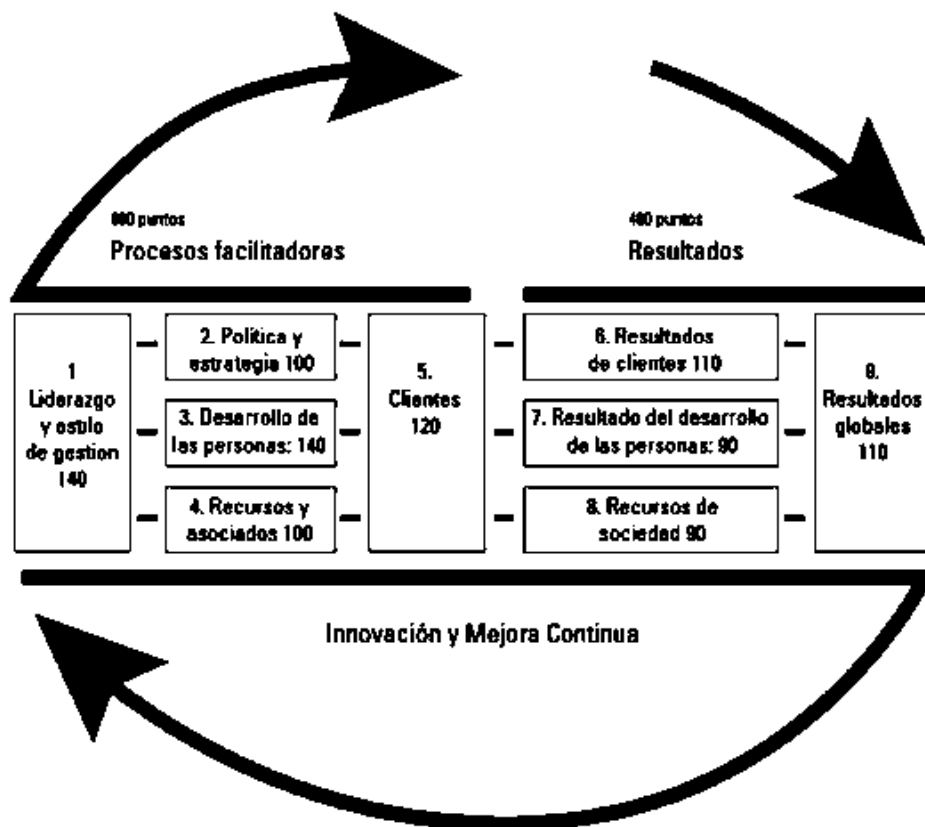 600 puntos
Procesos facilitadores
400 puntos
Resultados
1
Liderazgo
y estilo
de gestion
140
2. Política y
estrategia 100
3. Desarrollo de
las personas: 140
4. Recursos y
asociados 100
5.
Clientes
120
6. Resultados
de clientes 110
7. Resultado del desarrollo
de las personas: 90
8. Recursos de
sociedad 90
9.
Resultados
globales
110
Innovación y Mejora Continua